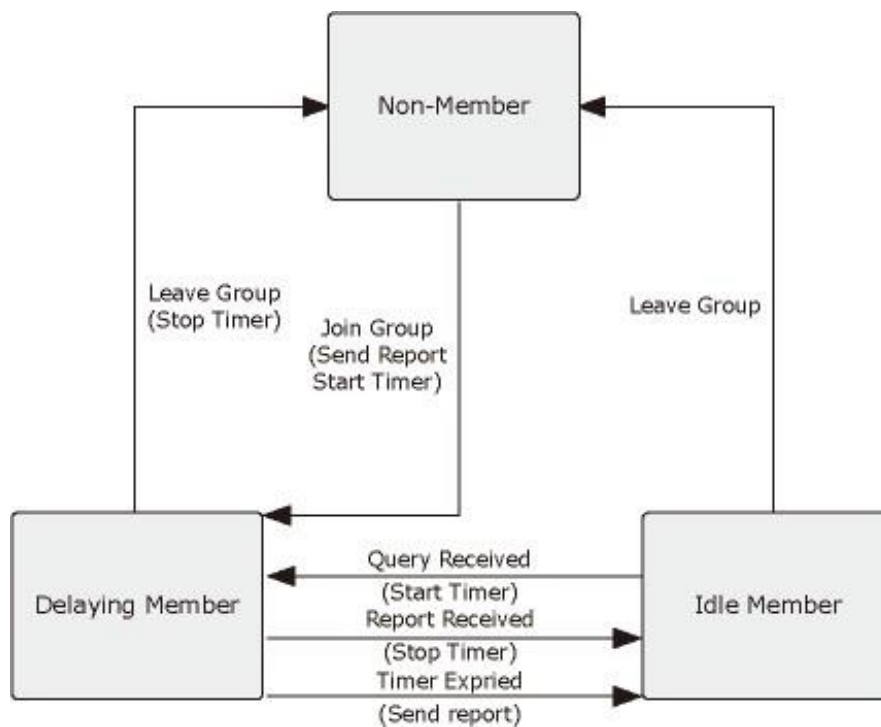 Non-Member
Leave Group
(Stop Timer)
Join Group
(Send Report
Start Timer)
Leave Group
Delaying Member
Query Received
(Start Timer)
Report Received
(Stop Timer)
Timer Expried
(Send report)
Idle Member